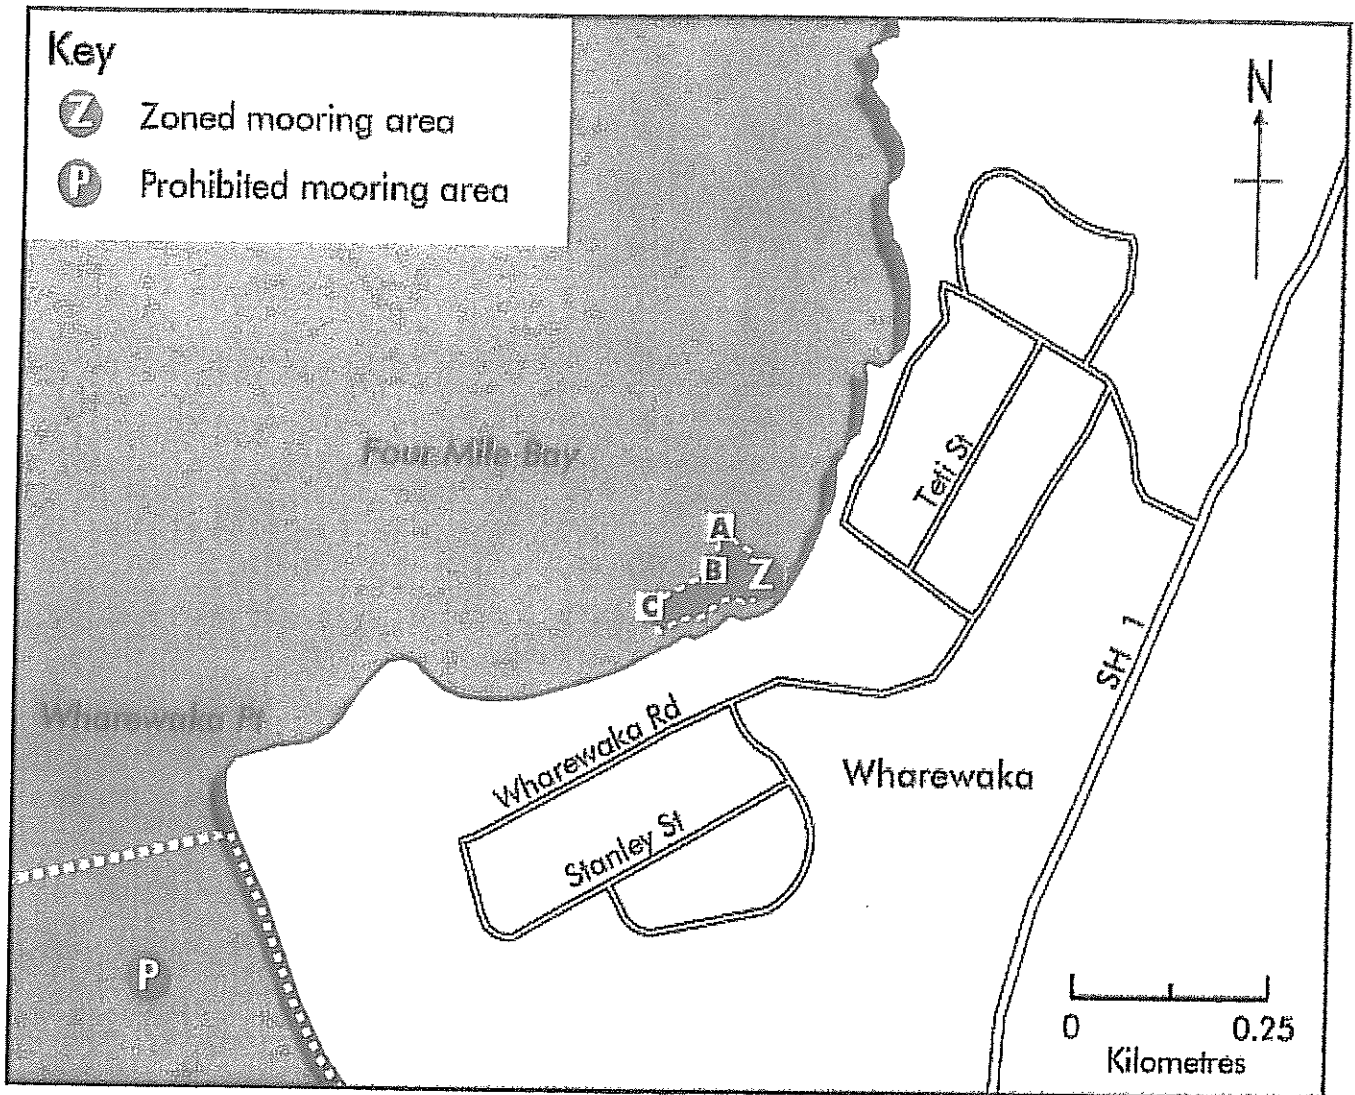 Key
Z Zoned mooring area
P Prohibited mooring area
N
Four Mile Bay
Teti St
A
B
Z
C
SH 1
Wharewaka Pt
Wharewaka Rd
Wharewaka
Stanley St
P
0 0.25
Kilometres